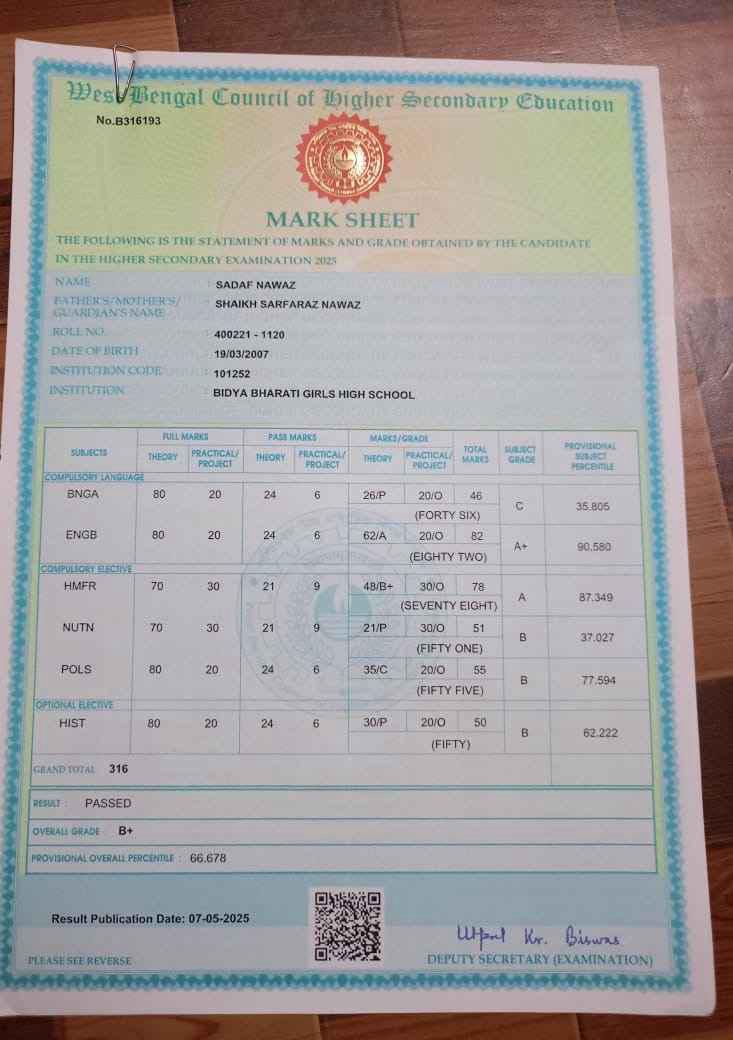 West Bengal Council of Higher Secondary Education
No.B316193
MARK SHEET
THE FOLLOWING IS THE STATEMENT OF MARKS AND GRADE OBTAINED BY THE CANDIDATE
IN THE HIGHER SECONDARY EXAMINATION 2025
NAME : SADAF NAWAZ
FATHER'S/MOTHER'S/ GUARDIAN'S NAME : SHAIKH SARFARAZ NAWAZ
ROLL NO. : 400221 - 1120
DATE OF BIRTH : 19/03/2007
INSTITUTION CODE : 101252
INSTITUTION : BIDYA BHARATI GIRLS HIGH SCHOOL
SUBJECTS FULL MARKS PASS MARKS MARKS/GRADE TOTAL MARKS SUBJECT GRADE PROVISIONAL SUBJECT PERCENTILE
THEORY PRACTICAL/ PROJECT THEORY PRACTICAL/ PROJECT THEORY PRACTICAL/ PROJECT
COMPULSORY LANGUAGE
BNGA 80 20 24 6 26/P 20/O 46 C 35.805
(FORTY SIX)
ENGB 80 20 24 6 62/A 20/O 82 A+ 90.580
(EIGHTY TWO)
COMPULSORY ELECTIVE
HMFR 70 30 21 9 48/B+ 30/O 78 A 87.349
(SEVENTY EIGHT)
NUTN 70 30 21 9 21/P 30/O 51 B 37.027
(FIFTY ONE)
POLS 80 20 24 6 35/C 20/O 55 B 77.594
(FIFTY FIVE)
OPTIONAL ELECTIVE
HIST 80 20 24 6 30/P 20/O 50 B 62.222
(FIFTY)
GRAND TOTAL 316
RESULT : PASSED
OVERALL GRADE : B+
PROVISIONAL OVERALL PERCENTILE : 66.678
Result Publication Date: 07-05-2025
Utpal Kr. Biswas
PLEASE SEE REVERSE
DEPUTY SECRETARY (EXAMINATION)